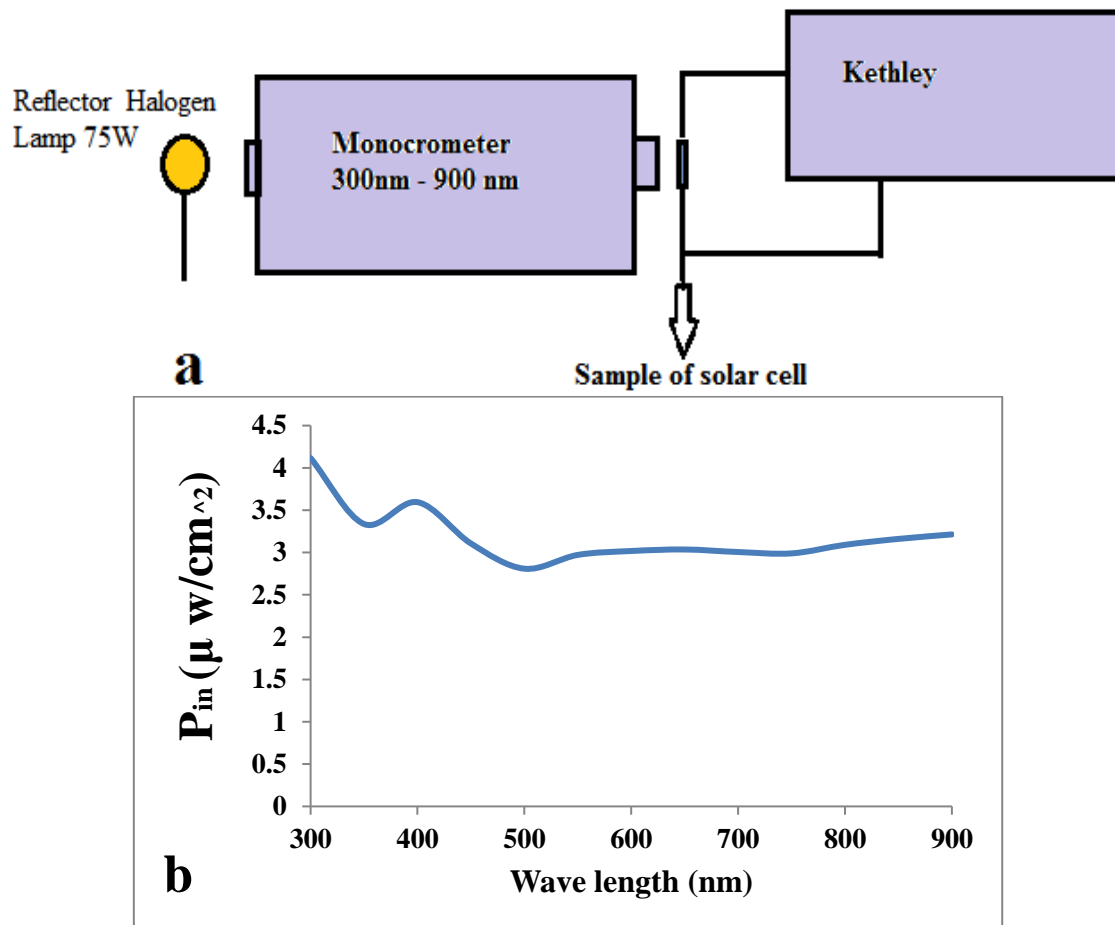 Reflector Halogen
Lamp 75W
Monocrometer
300nm - 900 nm
Kethley
a
Sample of solar cell
P_in (μ w/cm^2)
4.5
4
3.5
3
2.5
2
1.5
1
0.5
0
300 400 500 600 700 800 900
b
Wave length (nm)